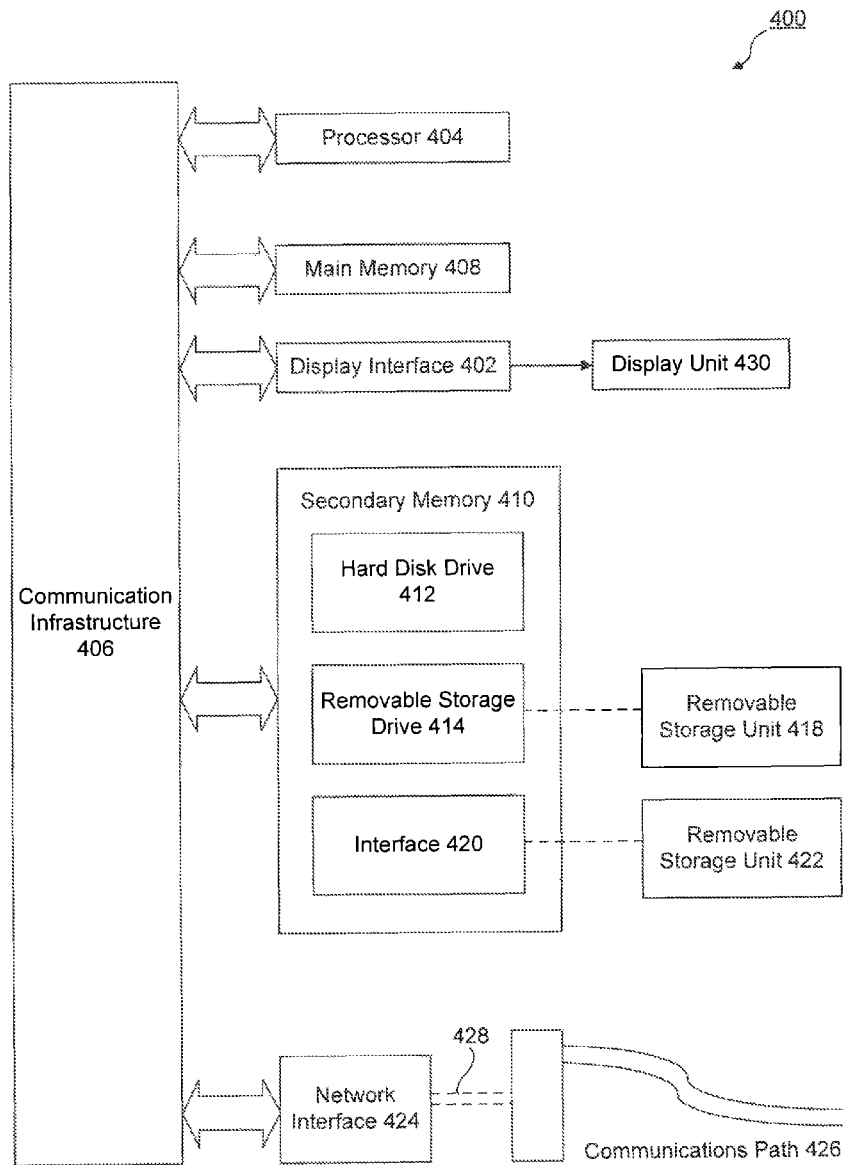 400
Processor 404
Main Memory 408
Display Interface 402
Display Unit 430
Secondary Memory 410
Hard Disk Drive
412
Communication
Infrastructure
406
Removable Storage
Drive 414
Removable
Storage Unit 418
Interface 420
Removable
Storage Unit 422
428
Network
Interface 424
Communications Path 426